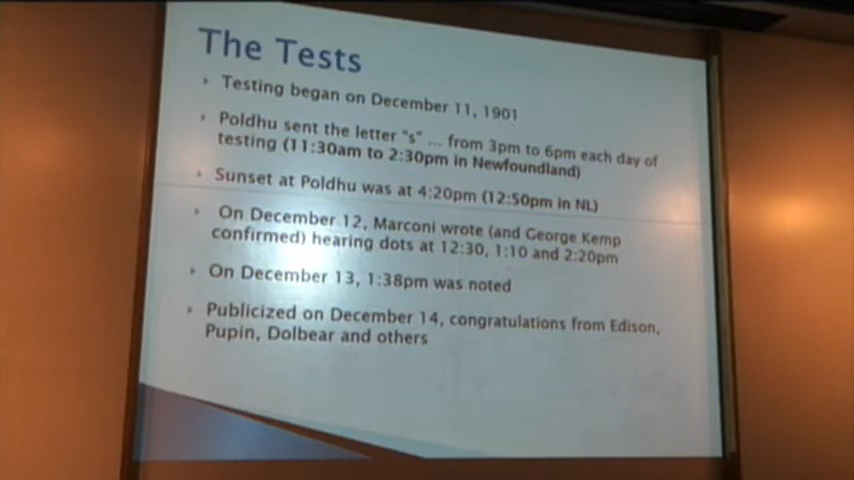 The Tests
Testing began on December 11, 1901
Poldhu sent the letter "s" ... from 3pm to 6pm each day of
testing (11:30am to 2:30pm in Newfoundland)
Sunset at Poldhu was at 4:20pm (12:50pm in NL)
On December 12, Marconi wrote (and George Kemp
confirmed) hearing dots at 12:30, 1:10 and 2:20pm
On December 13, 1:38pm was noted
Publicized on December 14, congratulations from Edison,
Pupin, Dolbear and others